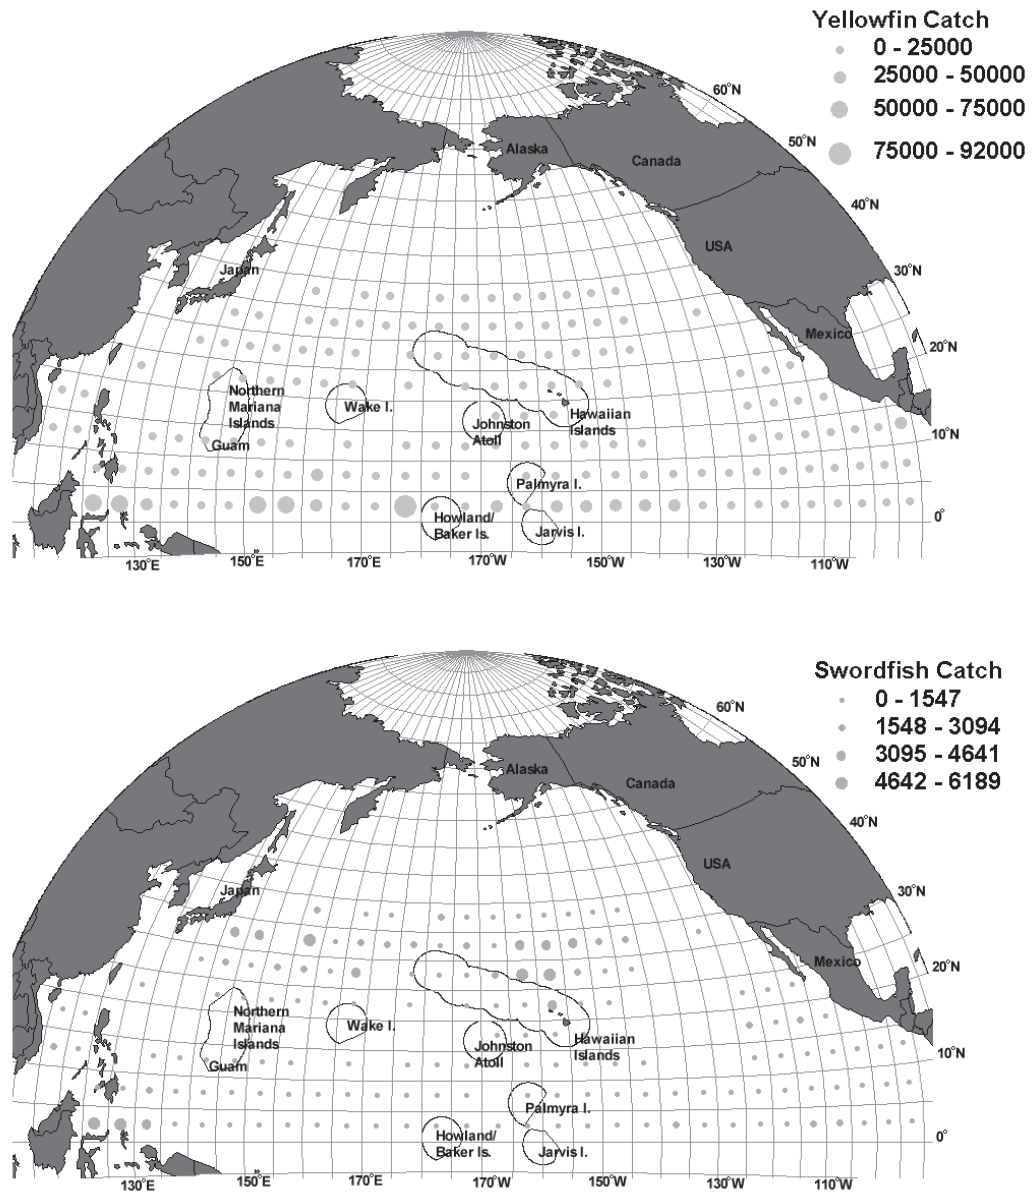 Yellowfin Catch
0 - 25000
25000 - 50000
50000 - 75000
75000 - 92000
60°N
50°N
40°N
30°N
20°N
10°N
0°
Alaska
Canada
USA
Mexico
Japan
Northern
Mariana
Islands
Guam
Wake I.
Johnston
Atoll
Hawaiian
Islands
Palmyra I.
Howland/
Baker Is.
Jarvis I.
130°E
150°E
170°E
170°W
150°W
130°W
110°W
Swordfish Catch
0 - 1547
1548 - 3094
3095 - 4641
4642 - 6189
60°N
50°N
40°N
30°N
20°N
10°N
0°
Alaska
Canada
USA
Mexico
Japan
Northern
Mariana
Islands
Guam
Wake I.
Johnston
Atoll
Hawaiian
Islands
Palmyra I.
Howland/
Baker Is.
Jarvis I.
130°E
150°E
170°E
170°W
150°W
130°W
110°W